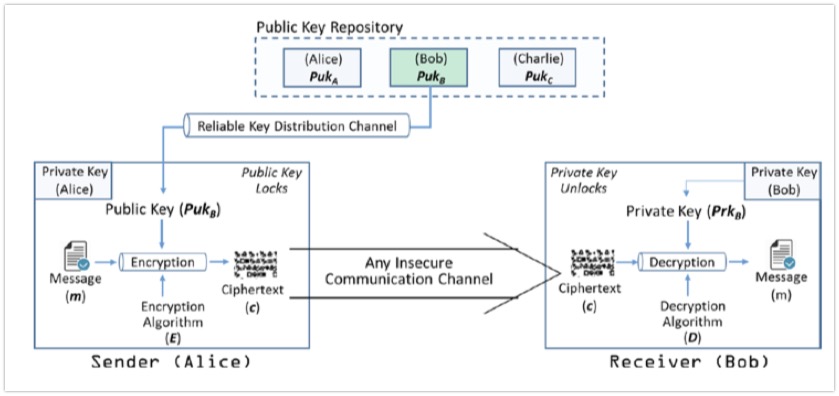 Public Key Repository
(Alice)
Puk_A
(Bob)
Puk_B
(Charlie)
Puk_C
Reliable Key Distribution Channel
Private Key
(Alice)
Public Key
Locks
Public Key (Puk_B)
Encryption
Message
(m)
Encryption
Algorithm
(E)
Ciphertext
(c)
Sender (Alice)
Any Insecure
Communication Channel
Private Key
Unlocks
Private Key
(Bob)
Private Key (Prk_B)
Ciphertext
(c)
Decryption
Decryption
Algorithm
(D)
Message
(m)
Receiver (Bob)